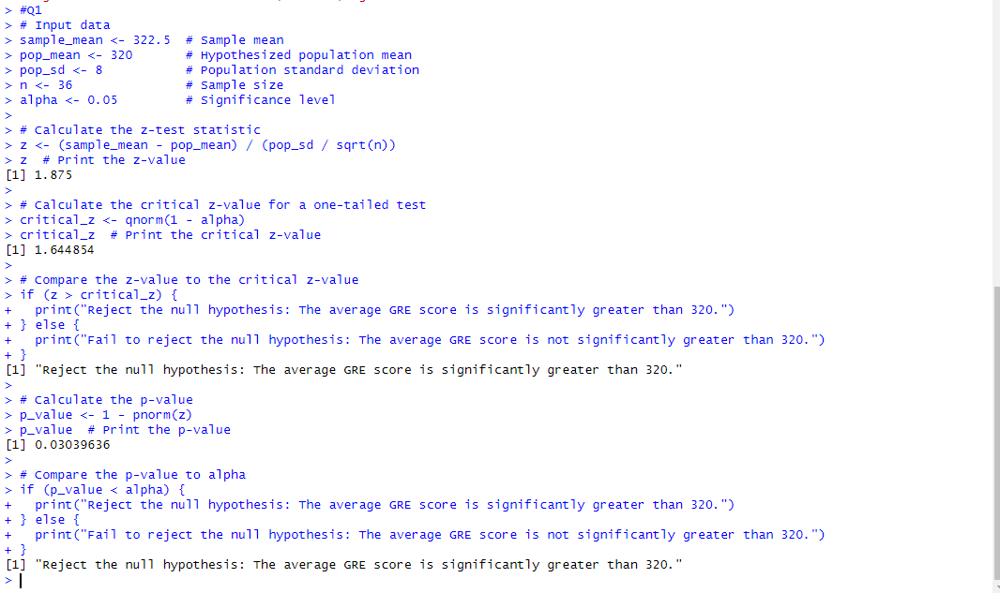 > #Q1
> # Input data
> sample_mean <- 322.5  # Sample mean
> pop_mean <- 320       # Hypothesized population mean
> pop_sd <- 8           # Population standard deviation
> n <- 36               # Sample size
> alpha <- 0.05         # Significance level
>
> # Calculate the z-test statistic
> z <- (sample_mean - pop_mean) / (pop_sd / sqrt(n))
> z  # Print the z-value
[1] 1.875
>
> # Calculate the critical z-value for a one-tailed test
> critical_z <- qnorm(1 - alpha)
> critical_z  # Print the critical z-value
[1] 1.644854
>
> # Compare the z-value to the critical z-value
> if (z > critical_z) {
+   print("Reject the null hypothesis: The average GRE score is significantly greater than 320.")
+ } else {
+   print("Fail to reject the null hypothesis: The average GRE score is not significantly greater than 320.")
+ }
[1] "Reject the null hypothesis: The average GRE score is significantly greater than 320."
>
> # Calculate the p-value
> p_value <- 1 - pnorm(z)
> p_value  # Print the p-value
[1] 0.03039636
>
> # Compare the p-value to alpha
> if (p_value < alpha) {
+   print("Reject the null hypothesis: The average GRE score is significantly greater than 320.")
+ } else {
+   print("Fail to reject the null hypothesis: The average GRE score is not significantly greater than 320.")
+ }
[1] "Reject the null hypothesis: The average GRE score is significantly greater than 320."
>